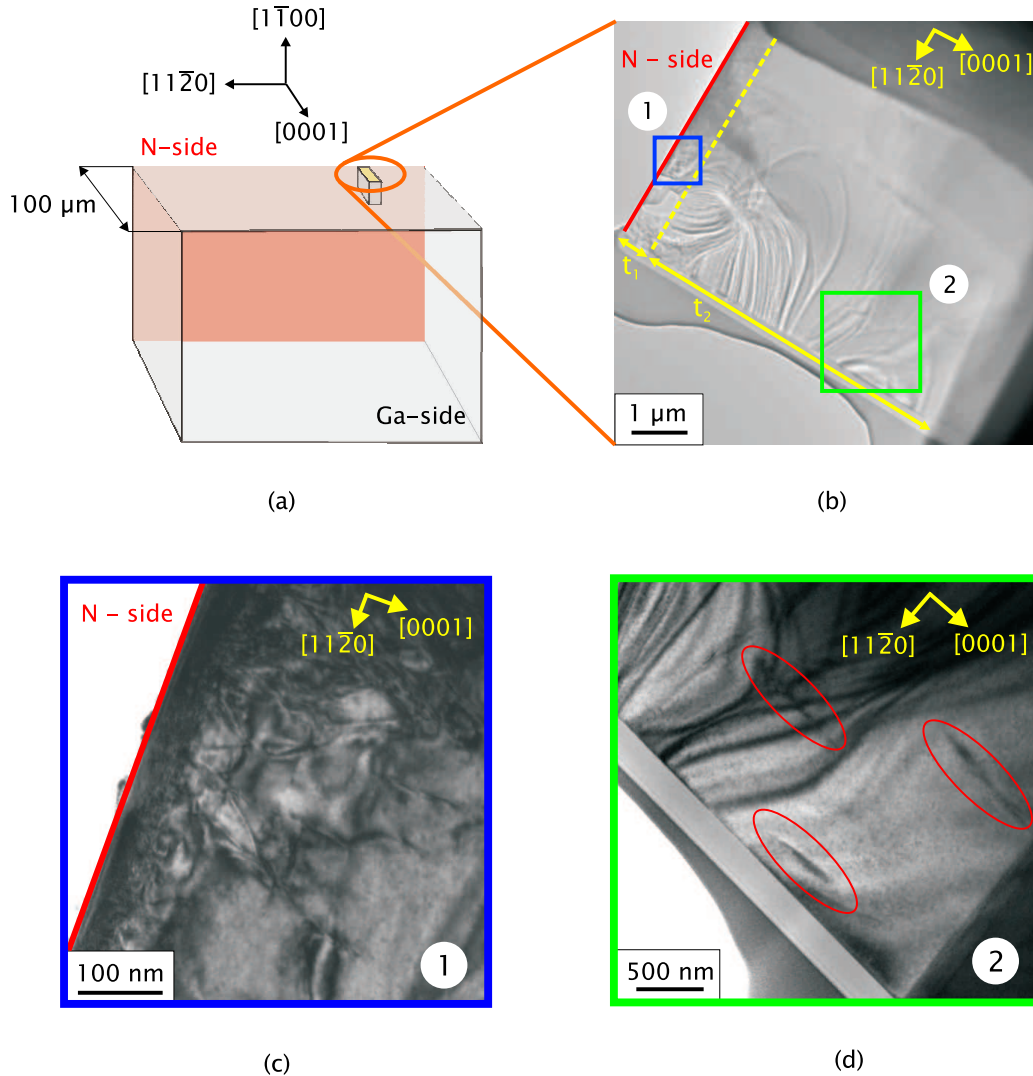 [11̅00]
[112̅0]
[0001]
N-side
100 µm
Ga-side
(a)
N - side
[112̅0]
[0001]
1
t₁
t₂
2
1 µm
(b)
N - side
[112̅0]
[0001]
100 nm
1
(c)
[112̅0]
[0001]
500 nm
2
(d)